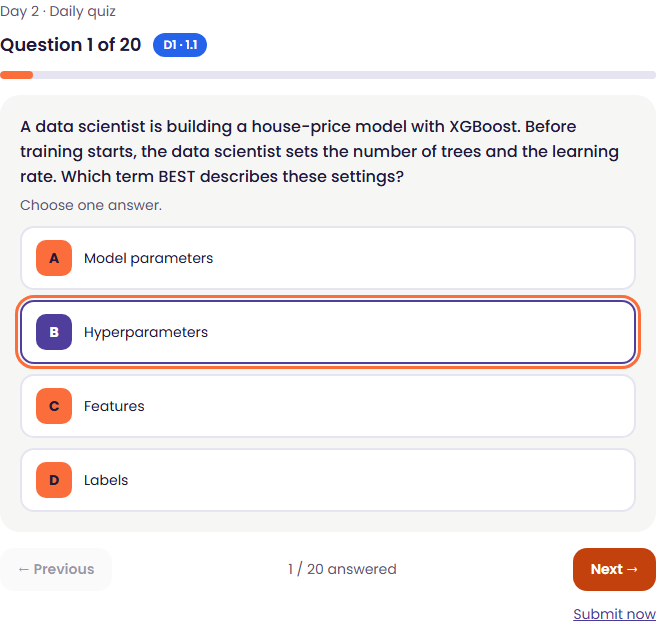 Day 2 · Daily quiz
Question 1 of 20 D1 · 1.1
A data scientist is building a house-price model with XGBoost. Before
training starts, the data scientist sets the number of trees and the learning
rate. Which term BEST describes these settings?
Choose one answer.
A Model parameters
B Hyperparameters
C Features
D Labels
← Previous 1 / 20 answered Next →
Submit now